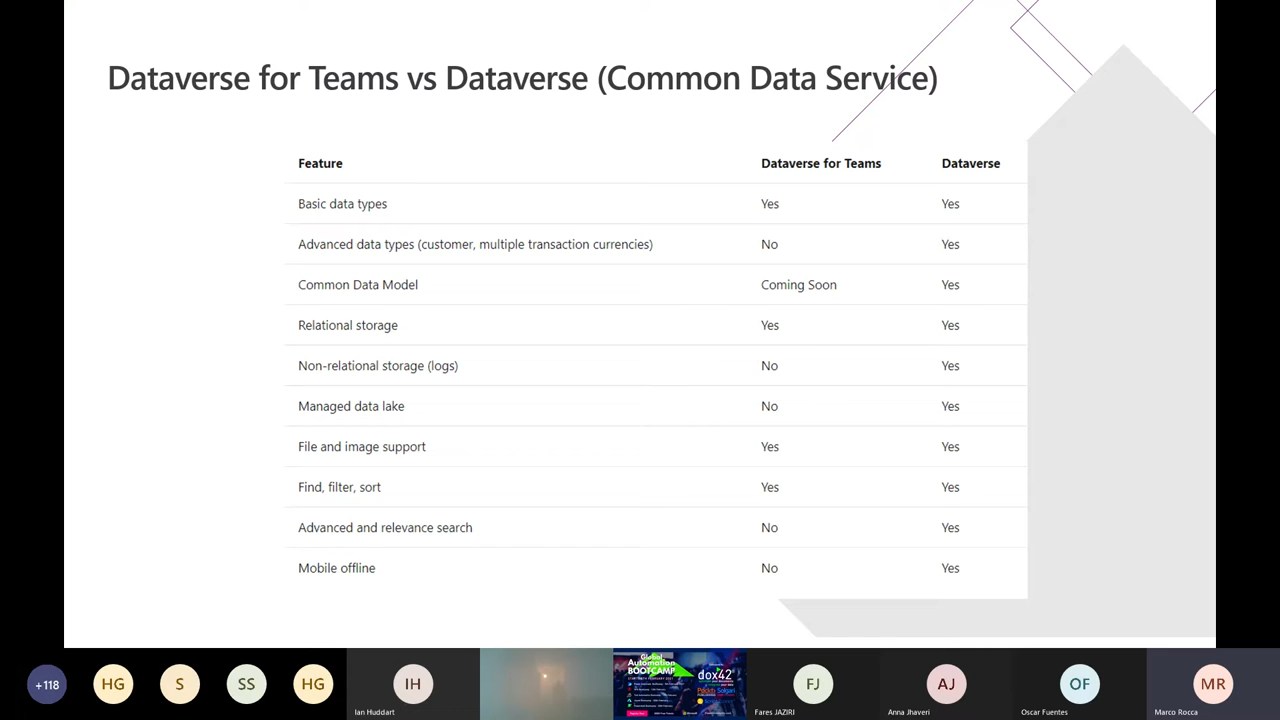 Dataverse for Teams vs Dataverse (Common Data Service)
Feature Dataverse for Teams Dataverse
Basic data types Yes Yes
Advanced data types (customer, multiple transaction currencies) No Yes
Common Data Model Coming Soon Yes
Relational storage Yes Yes
Non-relational storage (logs) No Yes
Managed data lake No Yes
File and image support Yes Yes
Find, filter, sort Yes Yes
Advanced and relevance search No Yes
Mobile offline No Yes
+118 HG S SS HG IH FJ AJ OF MR
Global
Automation
BOOTCAMP
dox42
Ian Huddart Fares JAZIRI Anna Jhaveri Oscar Fuentes Marco Rocca